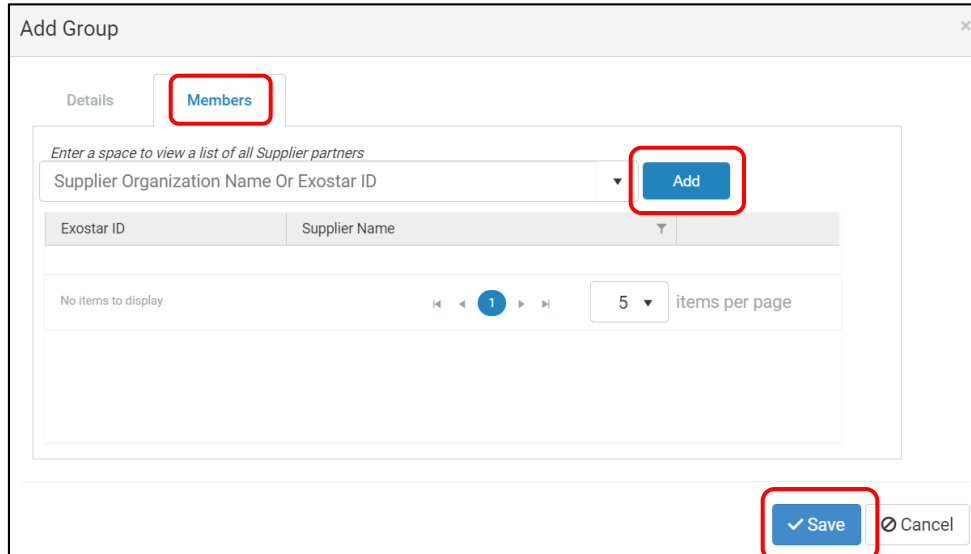 Add Group
×
Details Members
Enter a space to view a list of all Supplier partners
Supplier Organization Name Or Exostar ID Add
Exostar ID Supplier Name
No items to display 1 5 items per page
Save Cancel